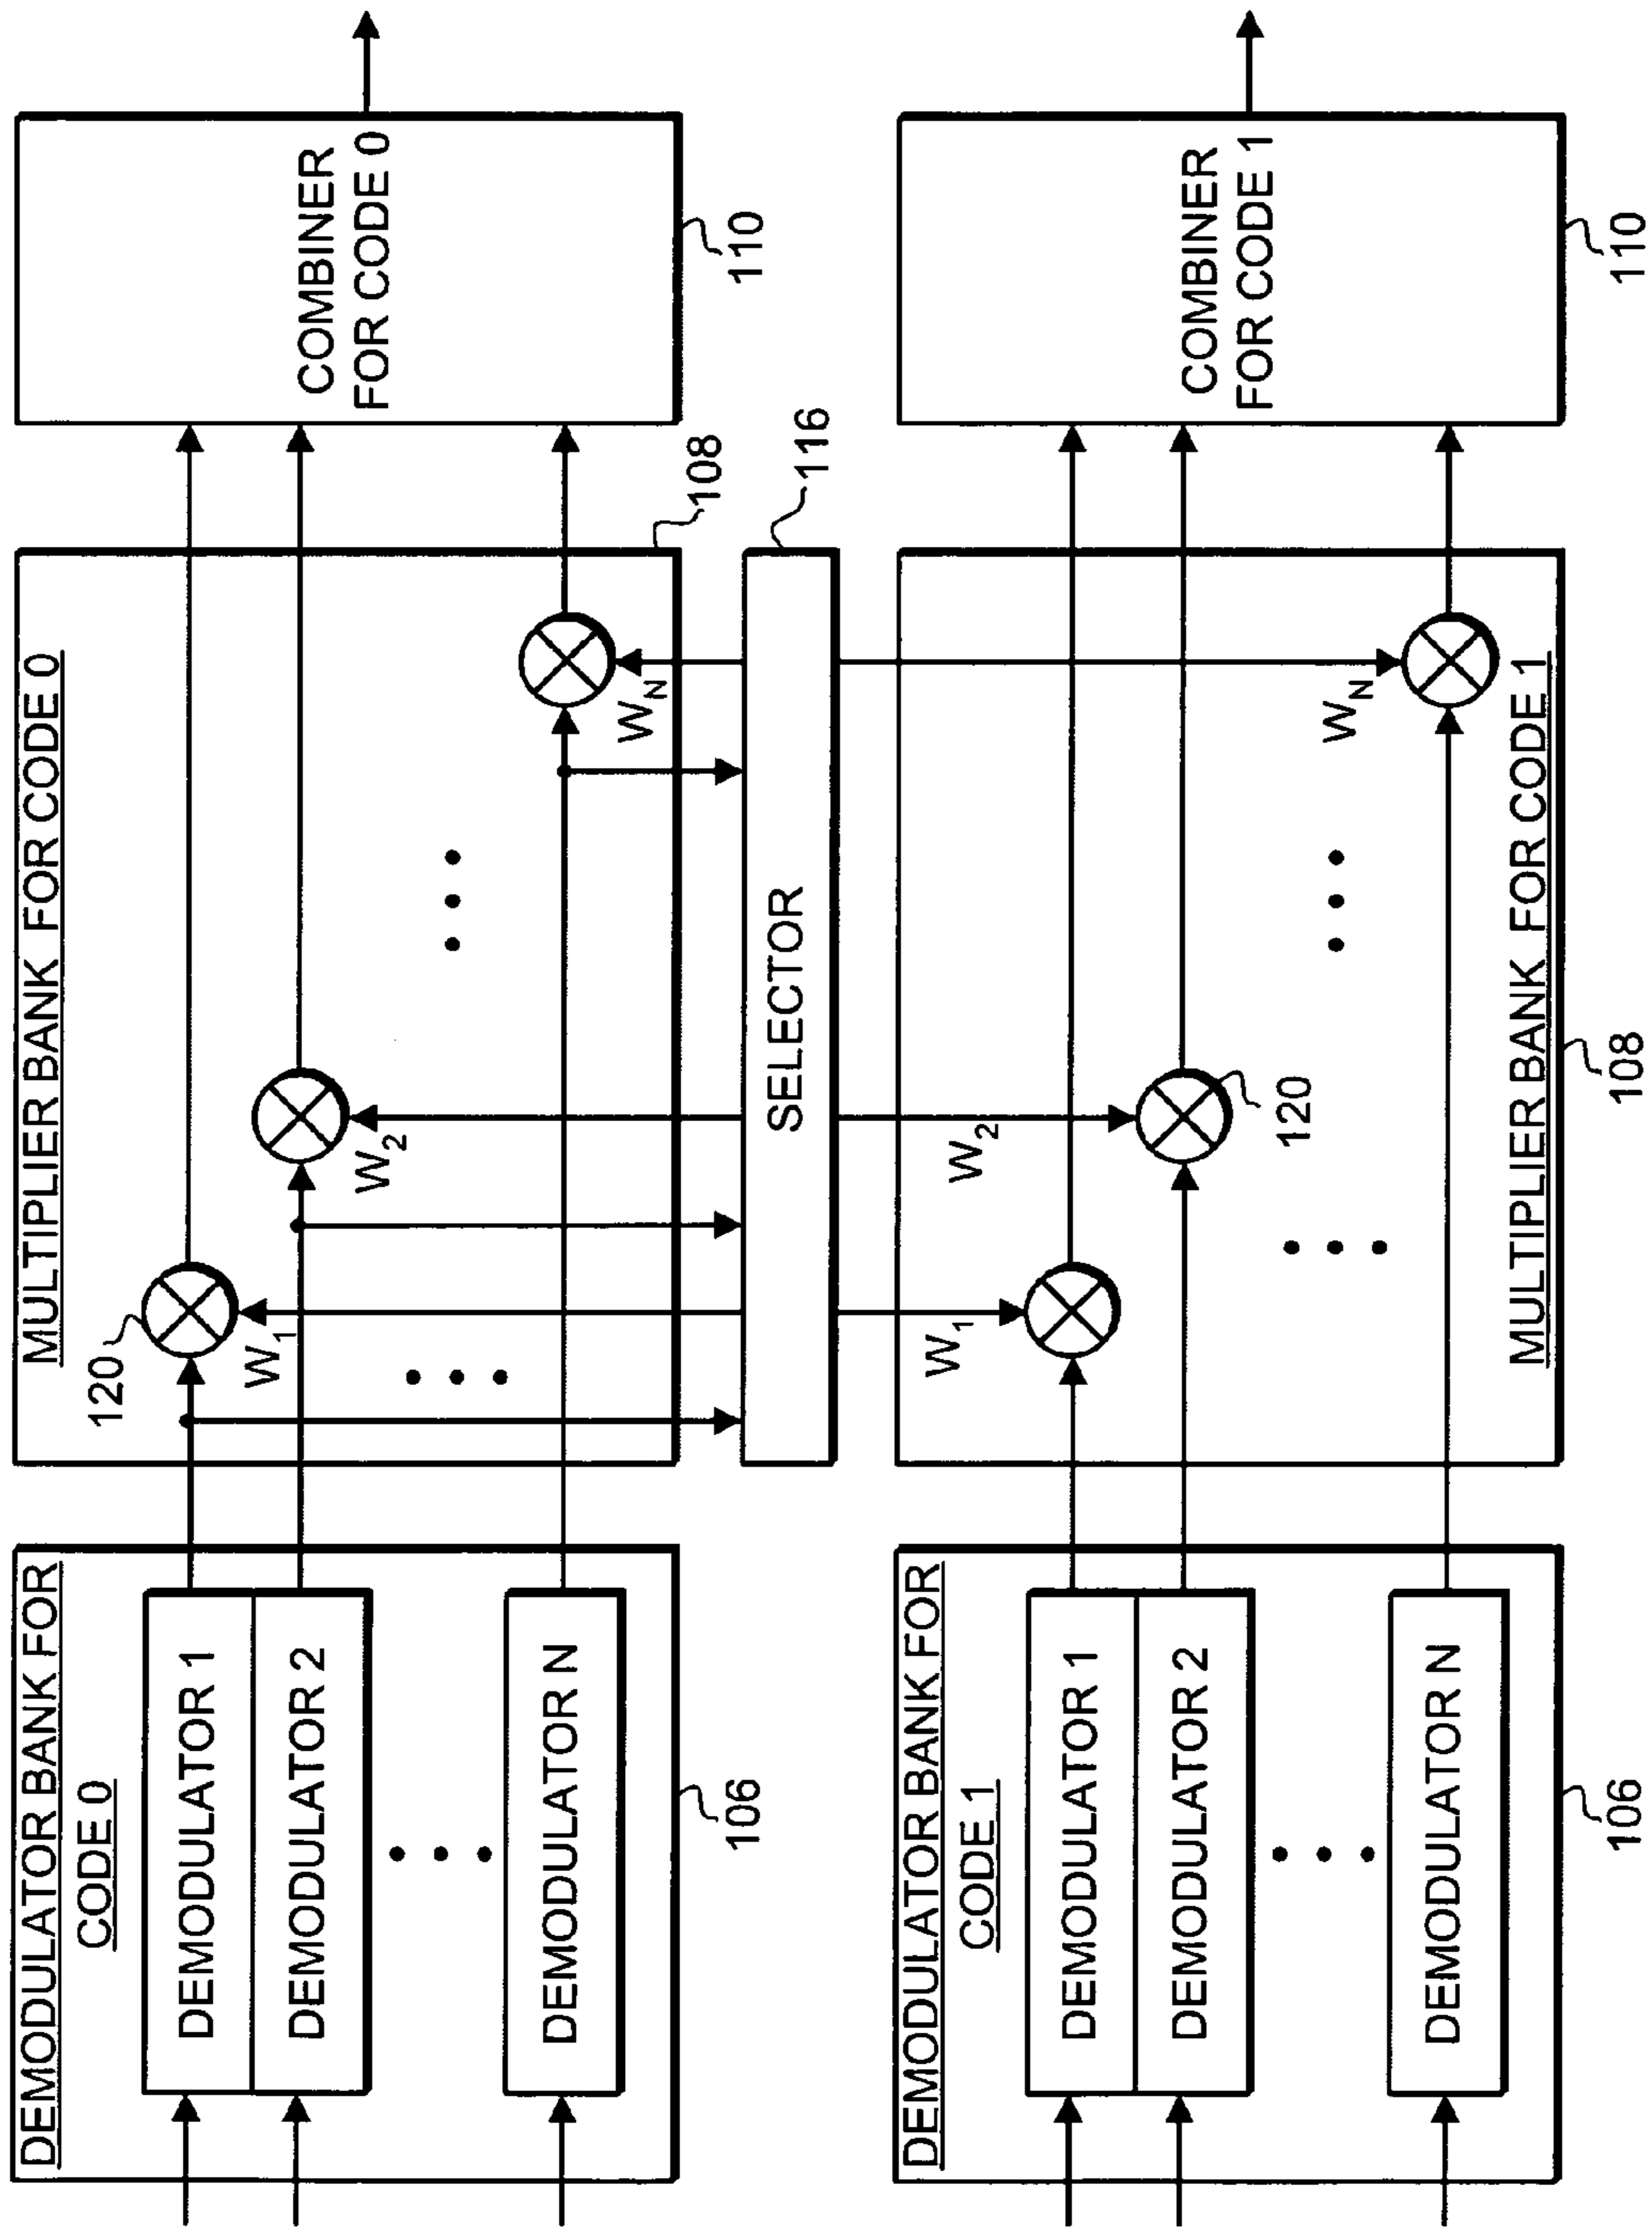 DEMODULATOR BANK FOR
CODE 0
DEMODULATOR 1
DEMODULATOR 2
DEMODULATOR N
106
MULTIPLIER BANK FOR CODE 0
120
W1
W2
WN
108
COMBINER
FOR CODE 0
110
SELECTOR
116
DEMODULATOR BANK FOR
CODE 1
DEMODULATOR 1
DEMODULATOR 2
DEMODULATOR N
106
W1
W2
WN
120
MULTIPLIER BANK FOR CODE 1
108
COMBINER
FOR CODE 1
110